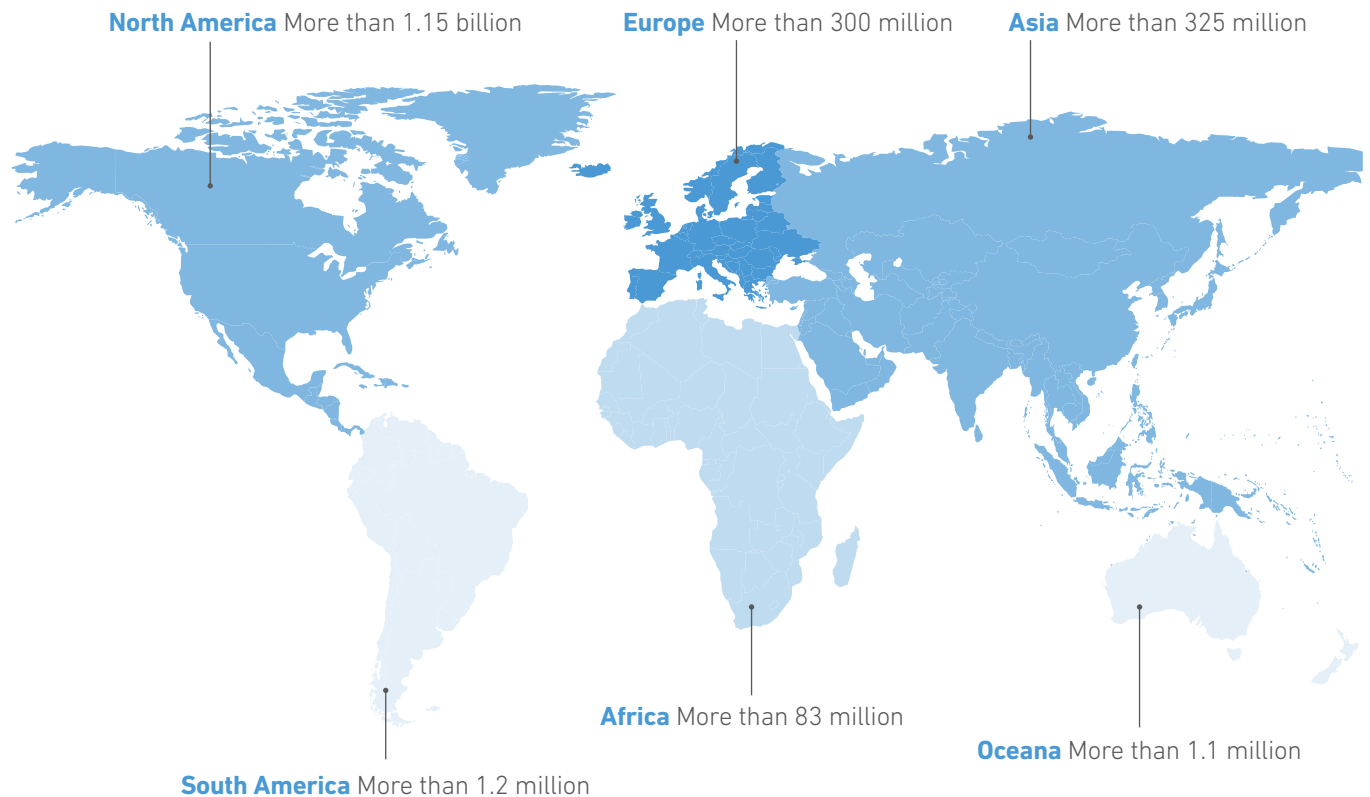 North America More than 1.15 billion
Europe More than 300 million
Asia More than 325 million
Africa More than 83 million
Oceana More than 1.1 million
South America More than 1.2 million